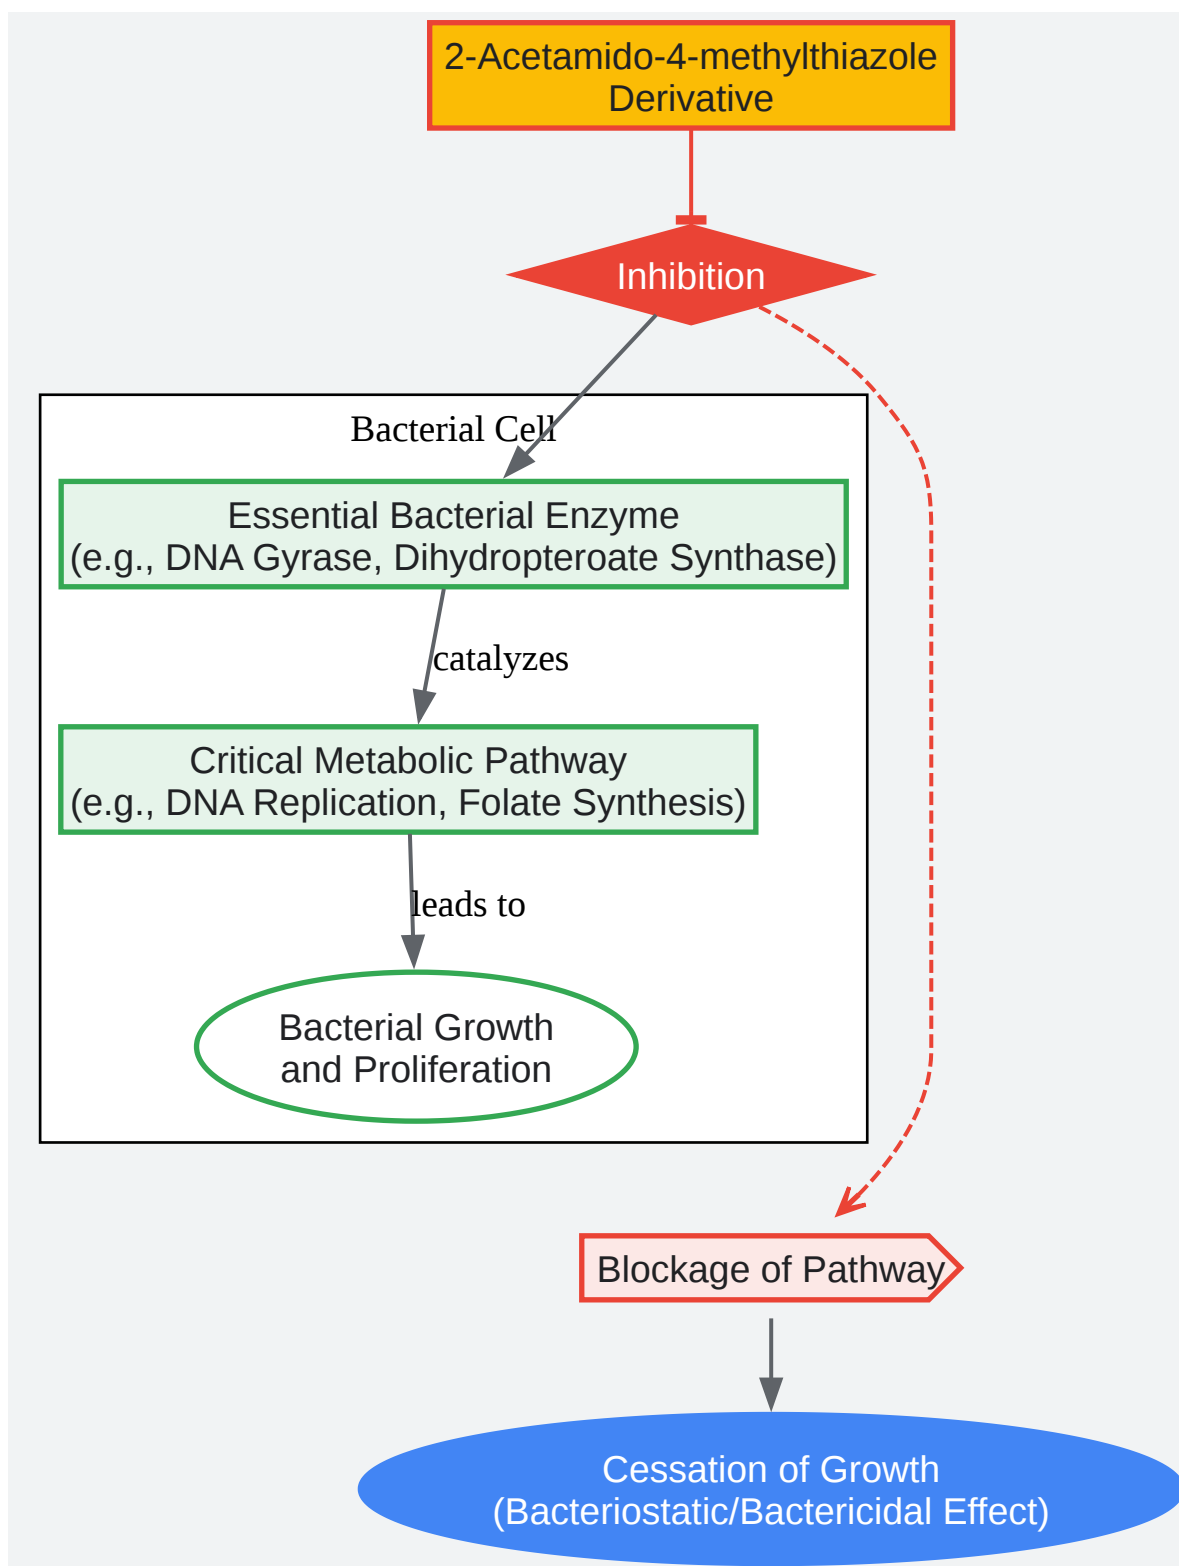 2-Acetamido-4-methylthiazole
Derivative
Inhibition
Bacterial Cell
Essential Bacterial Enzyme
(e.g., DNA Gyrase, Dihydropteroate Synthase)
catalyzes
Critical Metabolic Pathway
(e.g., DNA Replication, Folate Synthesis)
leads to
Bacterial Growth
and Proliferation
Blockage of Pathway
Cessation of Growth
(Bacteriostatic/Bactericidal Effect)